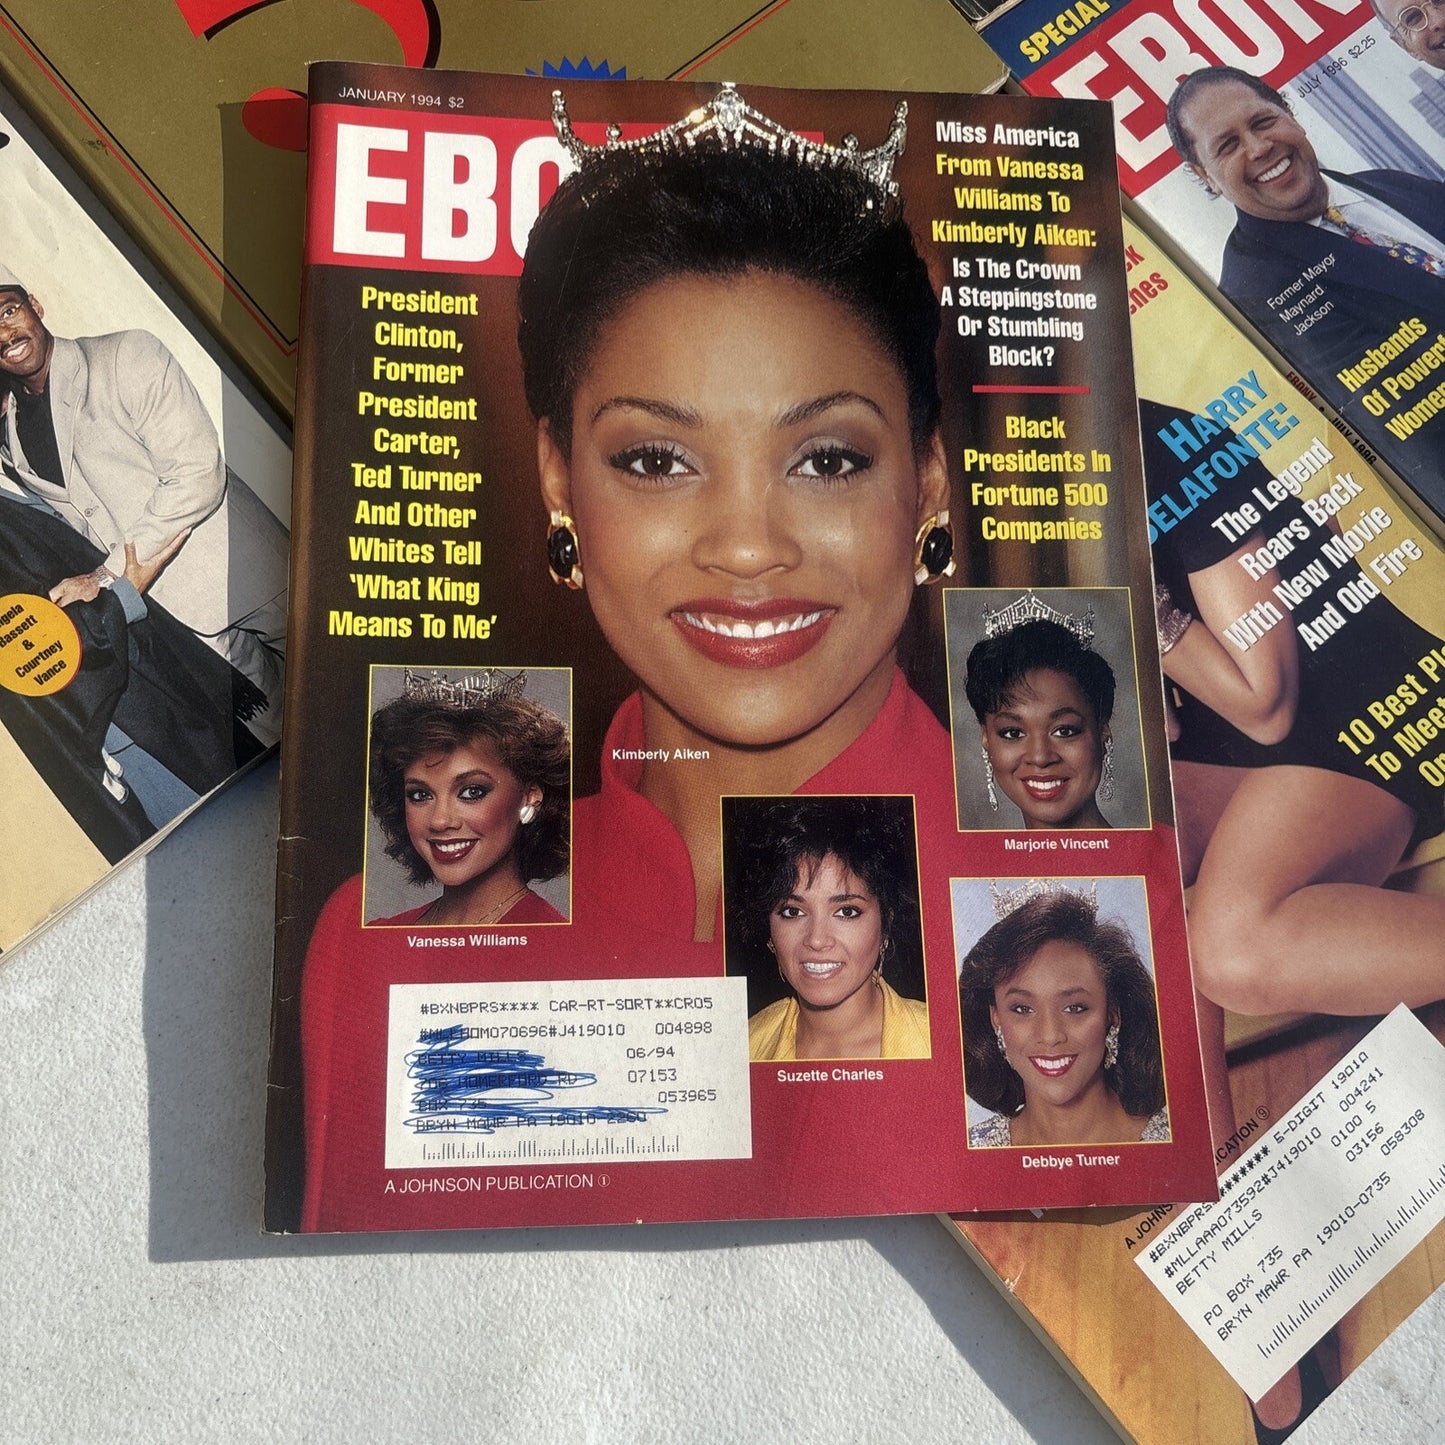 JANUARY 1994 $2
EBO
Miss America
From Vanessa
Williams To
Kimberly Aiken:
Is The Crown
A Steppingstone
Or Stumbling
Block?
Black
Presidents In
Fortune 500
Companies
President
Clinton,
Former
President
Carter,
Ted Turner
And Other
Whites Tell
'What King
Means To Me'
Kimberly Aiken
Vanessa Williams
Suzette Charles
Marjorie Vincent
Debbye Turner
#BXNBPRS**** CAR-RT-SORT**CR05
004898
06/94
07153
053965
A JOHNSON PUBLICATION ①
Bassett
&
Courtney
Vance
SPECIAL
EBON
JULY 1996 $2.25
Former Mayor
Maynard
Jackson
Husbands
Of Powerful
Women
HARRY
BELAFONTE:
The Legend
Roars Back
With New Movie
And Old Fire
10 Best
To Meet
A JOHNS
#BXNBPRS 5-DIGIT 19010
#MLLAAA073592#J419010 004241
BETTY MILLS 0100 5
03156
PO BOX 735 058308
BRYN MAWR PA 19010-0735